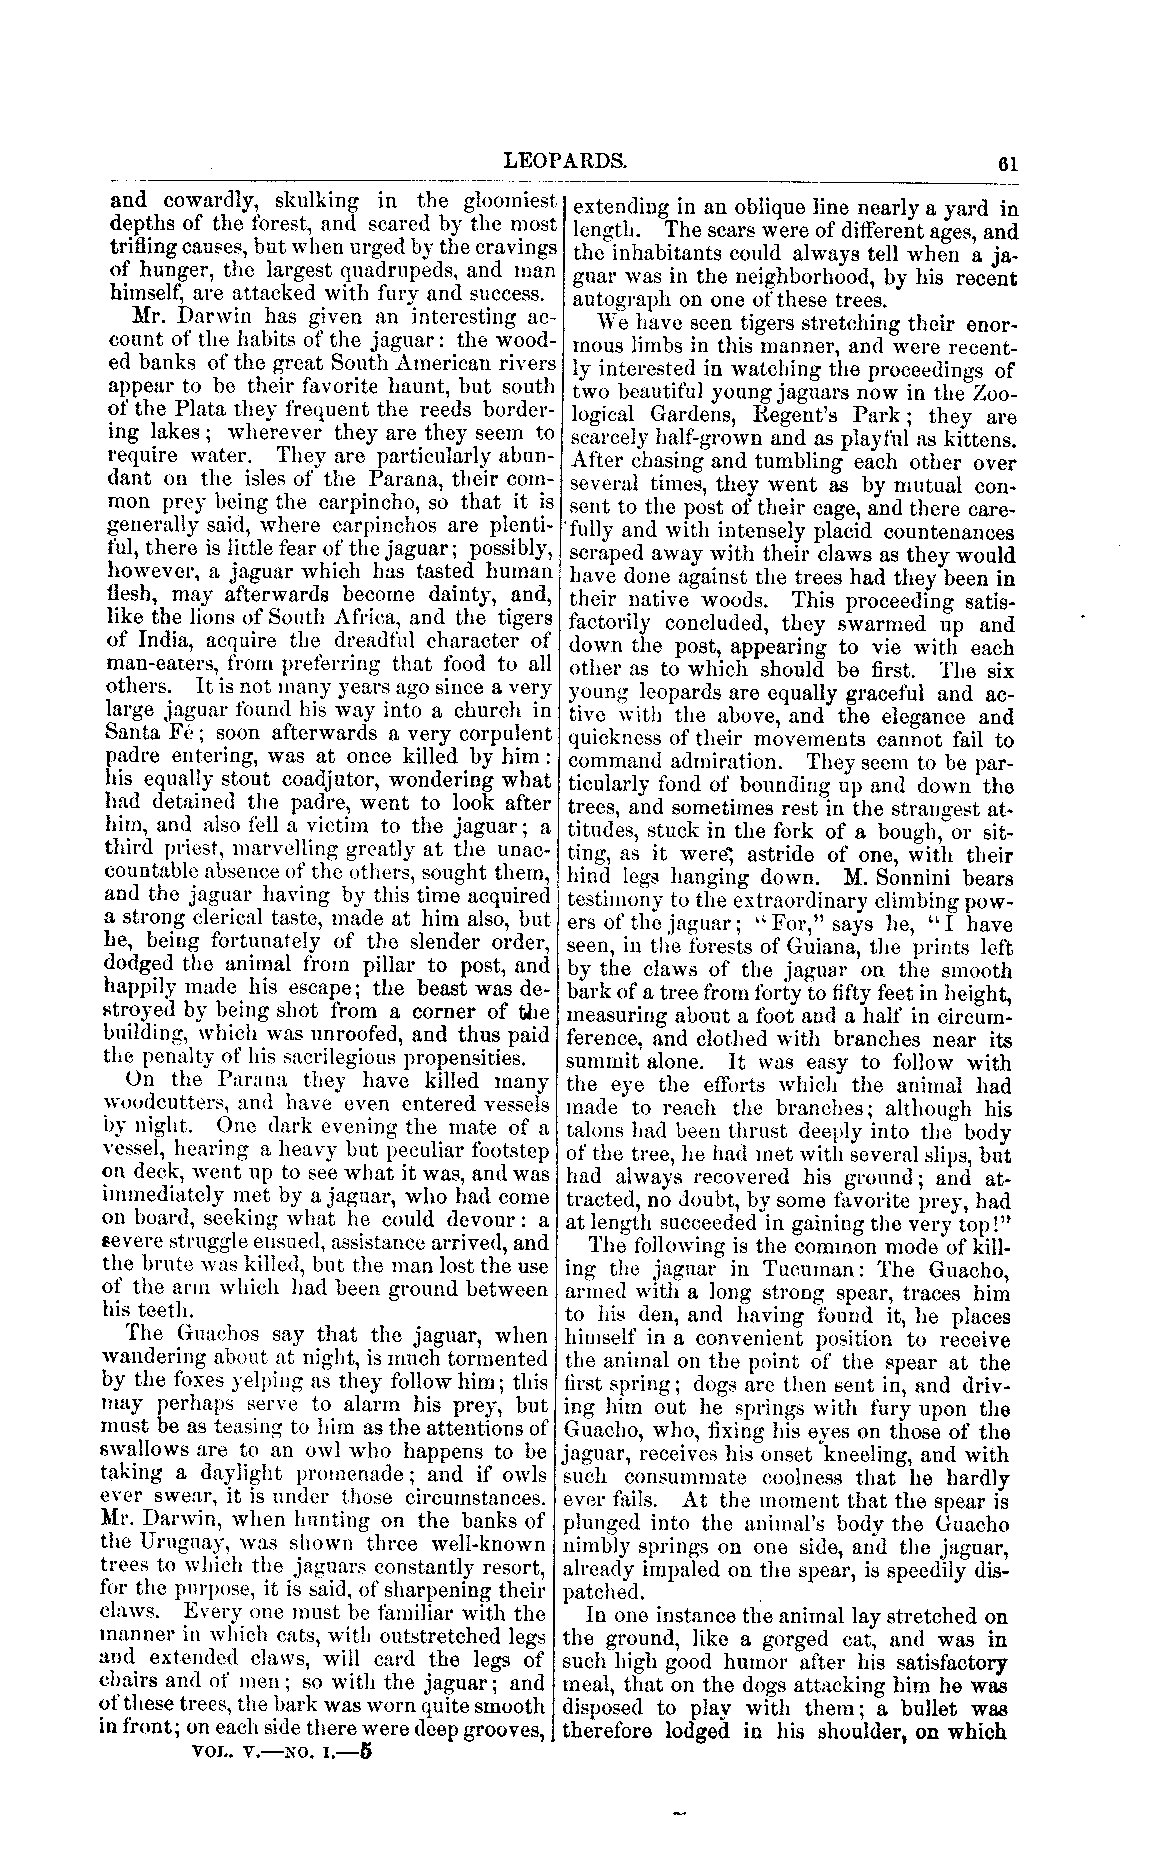 LEOPARDS. 61
and cowardly, skulking in the gloomiest
depths of the forest, and scared by the most
trifling causes, but when urged by the cravings
of hunger, the largest quadrupeds, and man
himself, are attacked with fury and success.
Mr. Darwin has given an interesting ac-
count of the habits of the jaguar: the wood-
ed banks of the great South American rivers
appear to be their favorite haunt, but south
of the Plata they frequent the reeds border-
ing lakes; wherever they are they seem to
require water. They are particularly abun-
dant on the isles of the Parana, their com-
mon prey being the carpincho, so that it is
generally said, where carpinchos are plenti-
ful, there is little fear of the jaguar; possibly,
however, a jaguar which has tasted human
flesh, may afterwards become dainty, and,
like the lions of South Africa, and the tigers
of India, acquire the dreadful character of
man-eaters, from preferring that food to all
others. It is not many years ago since a very
large jaguar found his way into a church in
Santa Fé; soon afterwards a very corpulent
padre entering, was at once killed by him:
his equally stout coadjutor, wondering what
had detained the padre, went to look after
him, and also fell a victim to the jaguar; a
third priest, marvelling greatly at the unac-
countable absence of the others, sought them,
and the jaguar having by this time acquired
a strong clerical taste, made at him also, but
he, being fortunately of the slender order,
dodged the animal from pillar to post, and
happily made his escape; the beast was de-
stroyed by being shot from a corner of the
building, which was unroofed, and thus paid
the penalty of his sacrilegious propensities.
On the Parana they have killed many
woodcutters, and have even entered vessels
by night. One dark evening the mate of a
vessel, hearing a heavy but peculiar footstep
on deck, went up to see what it was, and was
immediately met by a jaguar, who had come
on board, seeking what he could devour: a
severe struggle ensued, assistance arrived, and
the brute was killed, but the man lost the use
of the arm which had been ground between
his teeth.
The Guachos say that the jaguar, when
wandering about at night, is much tormented
by the foxes yelping as they follow him; this
may perhaps serve to alarm his prey, but
must be as teasing to him as the attentions of
swallows are to an owl who happens to be
taking a daylight promenade; and if owls
ever swear, it is under those circumstances.
Mr. Darwin, when hunting on the banks of
the Uruguay, was shown three well-known
trees to which the jaguars constantly resort,
for the purpose, it is said, of sharpening their
claws. Every one must be familiar with the
manner in which cats, with outstretched legs
and extended claws, will card the legs of
chairs and of men; so with the jaguar; and
of these trees, the bark was worn quite smooth
in front; on each side there were deep grooves,
VOL. V.—NO. I.—5
extending in an oblique line nearly a yard in
length. The scars were of different ages, and
the inhabitants could always tell when a ja-
guar was in the neighborhood, by his recent
autograph on one of these trees.
We have seen tigers stretching their enor-
mous limbs in this manner, and were recent-
ly interested in watching the proceedings of
two beautiful young jaguars now in the Zoo-
logical Gardens, Regent's Park; they are
scarcely half-grown and as playful as kittens.
After chasing and tumbling each other over
several times, they went as by mutual con-
sent to the post of their cage, and there care-
fully and with intensely placid countenances
scraped away with their claws as they would
have done against the trees had they been in
their native woods. This proceeding satis-
factorily concluded, they swarmed up and
down the post, appearing to vie with each
other as to which should be first. The six
young leopards are equally graceful and ac-
tive with the above, and the elegance and
quickness of their movements cannot fail to
command admiration. They seem to be par-
ticularly fond of bounding up and down the
trees, and sometimes rest in the strangest at-
titudes, stuck in the fork of a bough, or sit-
ting, as it were, astride of one, with their
hind legs hanging down. M. Sonnini bears
testimony to the extraordinary climbing pow-
ers of the jaguar; "For," says he, "I have
seen, in the forests of Guiana, the prints left
by the claws of the jaguar on the smooth
bark of a tree from forty to fifty feet in height,
measuring about a foot and a half in circum-
ference, and clothed with branches near its
summit alone. It was easy to follow with
the eye the efforts which the animal had
made to reach the branches; although his
talons had been thrust deeply into the body
of the tree, he had met with several slips, but
had always recovered his ground; and at-
tracted, no doubt, by some favorite prey, had
at length succeeded in gaining the very top!"
The following is the common mode of kill-
ing the jaguar in Tucuman: The Guacho,
armed with a long strong spear, traces him
to his den, and having found it, he places
himself in a convenient position to receive
the animal on the point of the spear at the
first spring; dogs are then sent in, and driv-
ing him out he springs with fury upon the
Guacho, who, fixing his eyes on those of the
jaguar, receives his onset kneeling, and with
such consummate coolness that he hardly
ever fails. At the moment that the spear is
plunged into the animal's body the Guacho
nimbly springs on one side, and the jaguar,
already impaled on the spear, is speedily dis-
patched.
In one instance the animal lay stretched on
the ground, like a gorged cat, and was in
such high good humor after his satisfactory
meal, that on the dogs attacking him he was
disposed to play with them; a bullet was
therefore lodged in his shoulder, on which